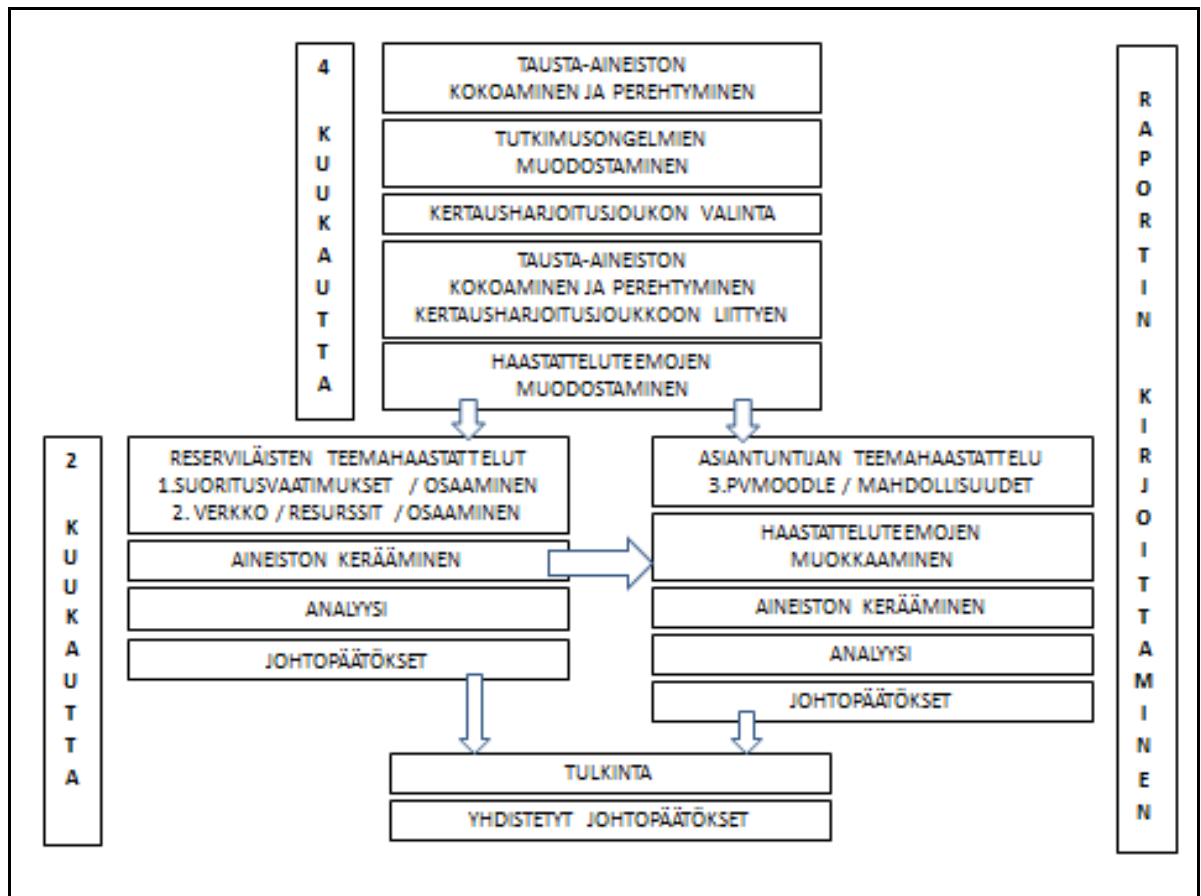 4 KUUKAUTTA
TAUSTA-AINEISTON
KOKOAMINEN JA PEREHTYMINEN
TUTKIMUSONGELMIEN
MUODOSTAMINEN
KERTAUSHARJOITUSJOUKON VALINTA
TAUSTA-AINEISTON
KOKOAMINEN JA PEREHTYMINEN
KERTAUSHARJOITUSJOUKKOON LIITTYEN
HAASTATTELUTEEMOJEN
MUODOSTAMINEN
2 KUUKAUTTA
RESERVILÄISTEN TEEMAHAASTATTELUT
1.SUORITUSVAATIMUKSET / OSAAMINEN
2. VERKKO / RESURSSIT / OSAAMINEN
AINEISTON KERÄÄMINEN
ANALYYSI
JOHTOPÄÄTÖKSET
ASIANTUNTIJAN TEEMAHAASTATTELU
3.PVMOODLE / MAHDOLLISUUDET
HAASTATTELUTEEMOJEN
MUOKKAAMINEN
AINEISTON KERÄÄMINEN
ANALYYSI
JOHTOPÄÄTÖKSET
TULKINTA
YHDISTETYT JOHTOPÄÄTÖKSET
RAPORTIN KIRJOITTAMINEN